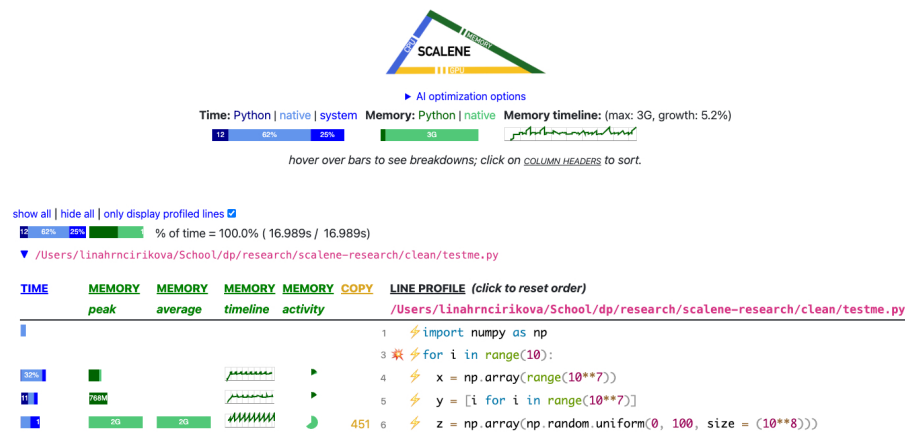 CPU
MEMORY
SCALENE
GPU
▶ AI optimization options
Time: Python | native | system Memory: Python | native Memory timeline: (max: 3G, growth: 5.2%)
12 62% 25% 3G
hover over bars to see breakdowns; click on COLUMN HEADERS to sort.
show all | hide all | only display profiled lines
12 62% 25% % of time = 100.0% ( 16.989s / 16.989s)
▼ /Users/linahrncirikova/School/dp/research/scalene-research/clean/testme.py
TIME MEMORY MEMORY MEMORY MEMORY COPY LINE PROFILE (click to reset order)
peak average timeline activity /Users/linahrncirikova/School/dp/research/scalene-research/clean/testme.py
1 ⚡import numpy as np
3 💥 ⚡for i in range(10):
32% 4 ⚡ x = np.array(range(10**7))
11 768M 5 ⚡ y = [i for i in range(10**7)]
1 2G 2G 451 6 ⚡ z = np.array(np.random.uniform(0, 100, size = (10**8)))